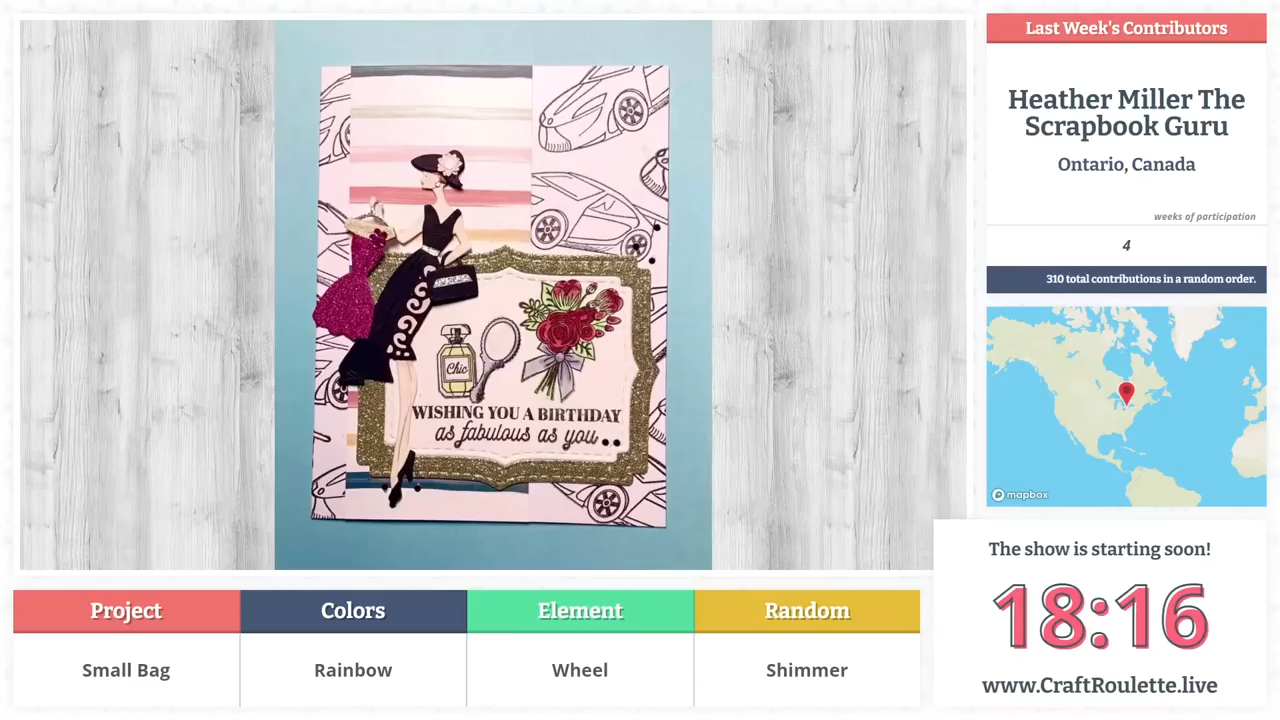 Last Week's Contributors
Heather Miller The
Scrapbook Guru
Ontario, Canada
weeks of participation
4
310 total contributions in a random order.
Chic
WISHING YOU A BIRTHDAY
as fabulous as you
mapbox
The show is starting soon!
18:16
www.CraftRoulette.live
Project
Colors
Element
Random
Small Bag
Rainbow
Wheel
Shimmer